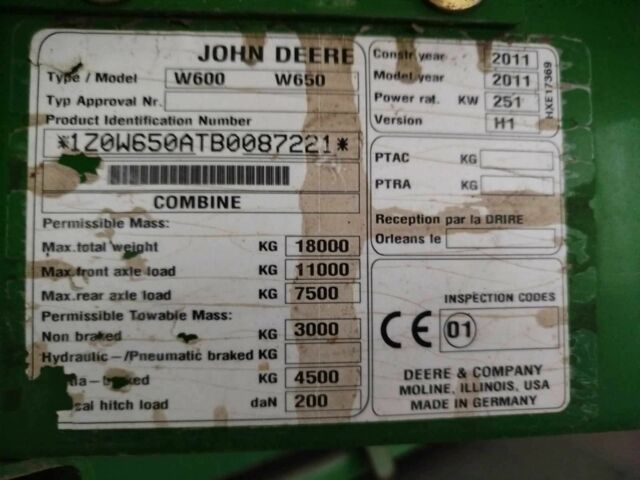 JOHN DEERE
Type / Model W600 W650
Typ Approval Nr.
Product Identification Number
*1Z0W650ATB0087221*
COMBINE
Permissible Mass:
Max.total weight KG 18000
Max.front axle load KG 11000
Max.rear axle load KG 7500
Permissible Towable Mass:
Non braked KG 3000
Hydraulic-/Pneumatic braked KG
KG 4500
hitch load daN 200
Constr.year 2011
Model.year 2011
Power rat. KW 251
Version H1
HXE17369
PTAC KG
PTRA KG
Reception par la DRIRE
Orleans le
INSPECTION CODES
CE 01
DEERE & COMPANY
MOLINE, ILLINOIS, USA
MADE IN GERMANY